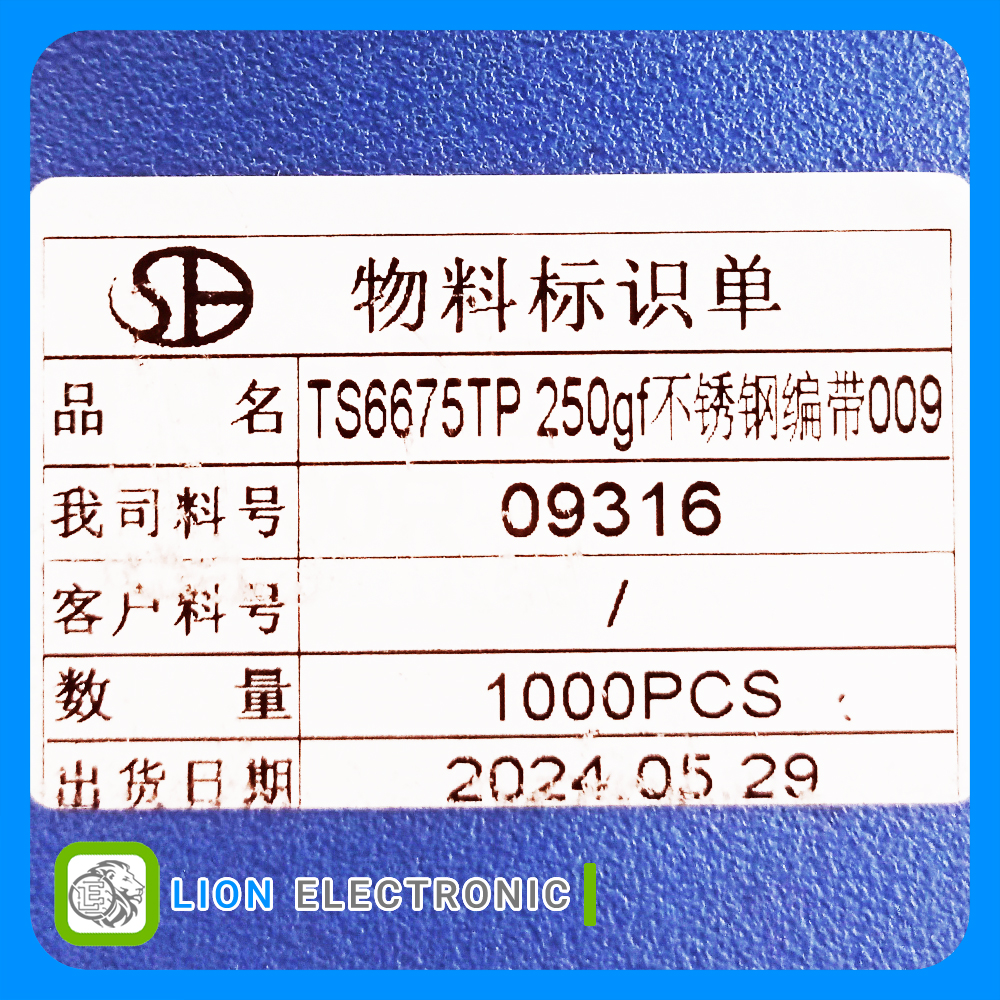 SH 物料标识单
品名 TS6675TP 250gf不锈钢编带009
我司料号 09316
客户料号 /
数量 1000PCS
出货日期 2024.05.29
LE LION ELECTRONIC